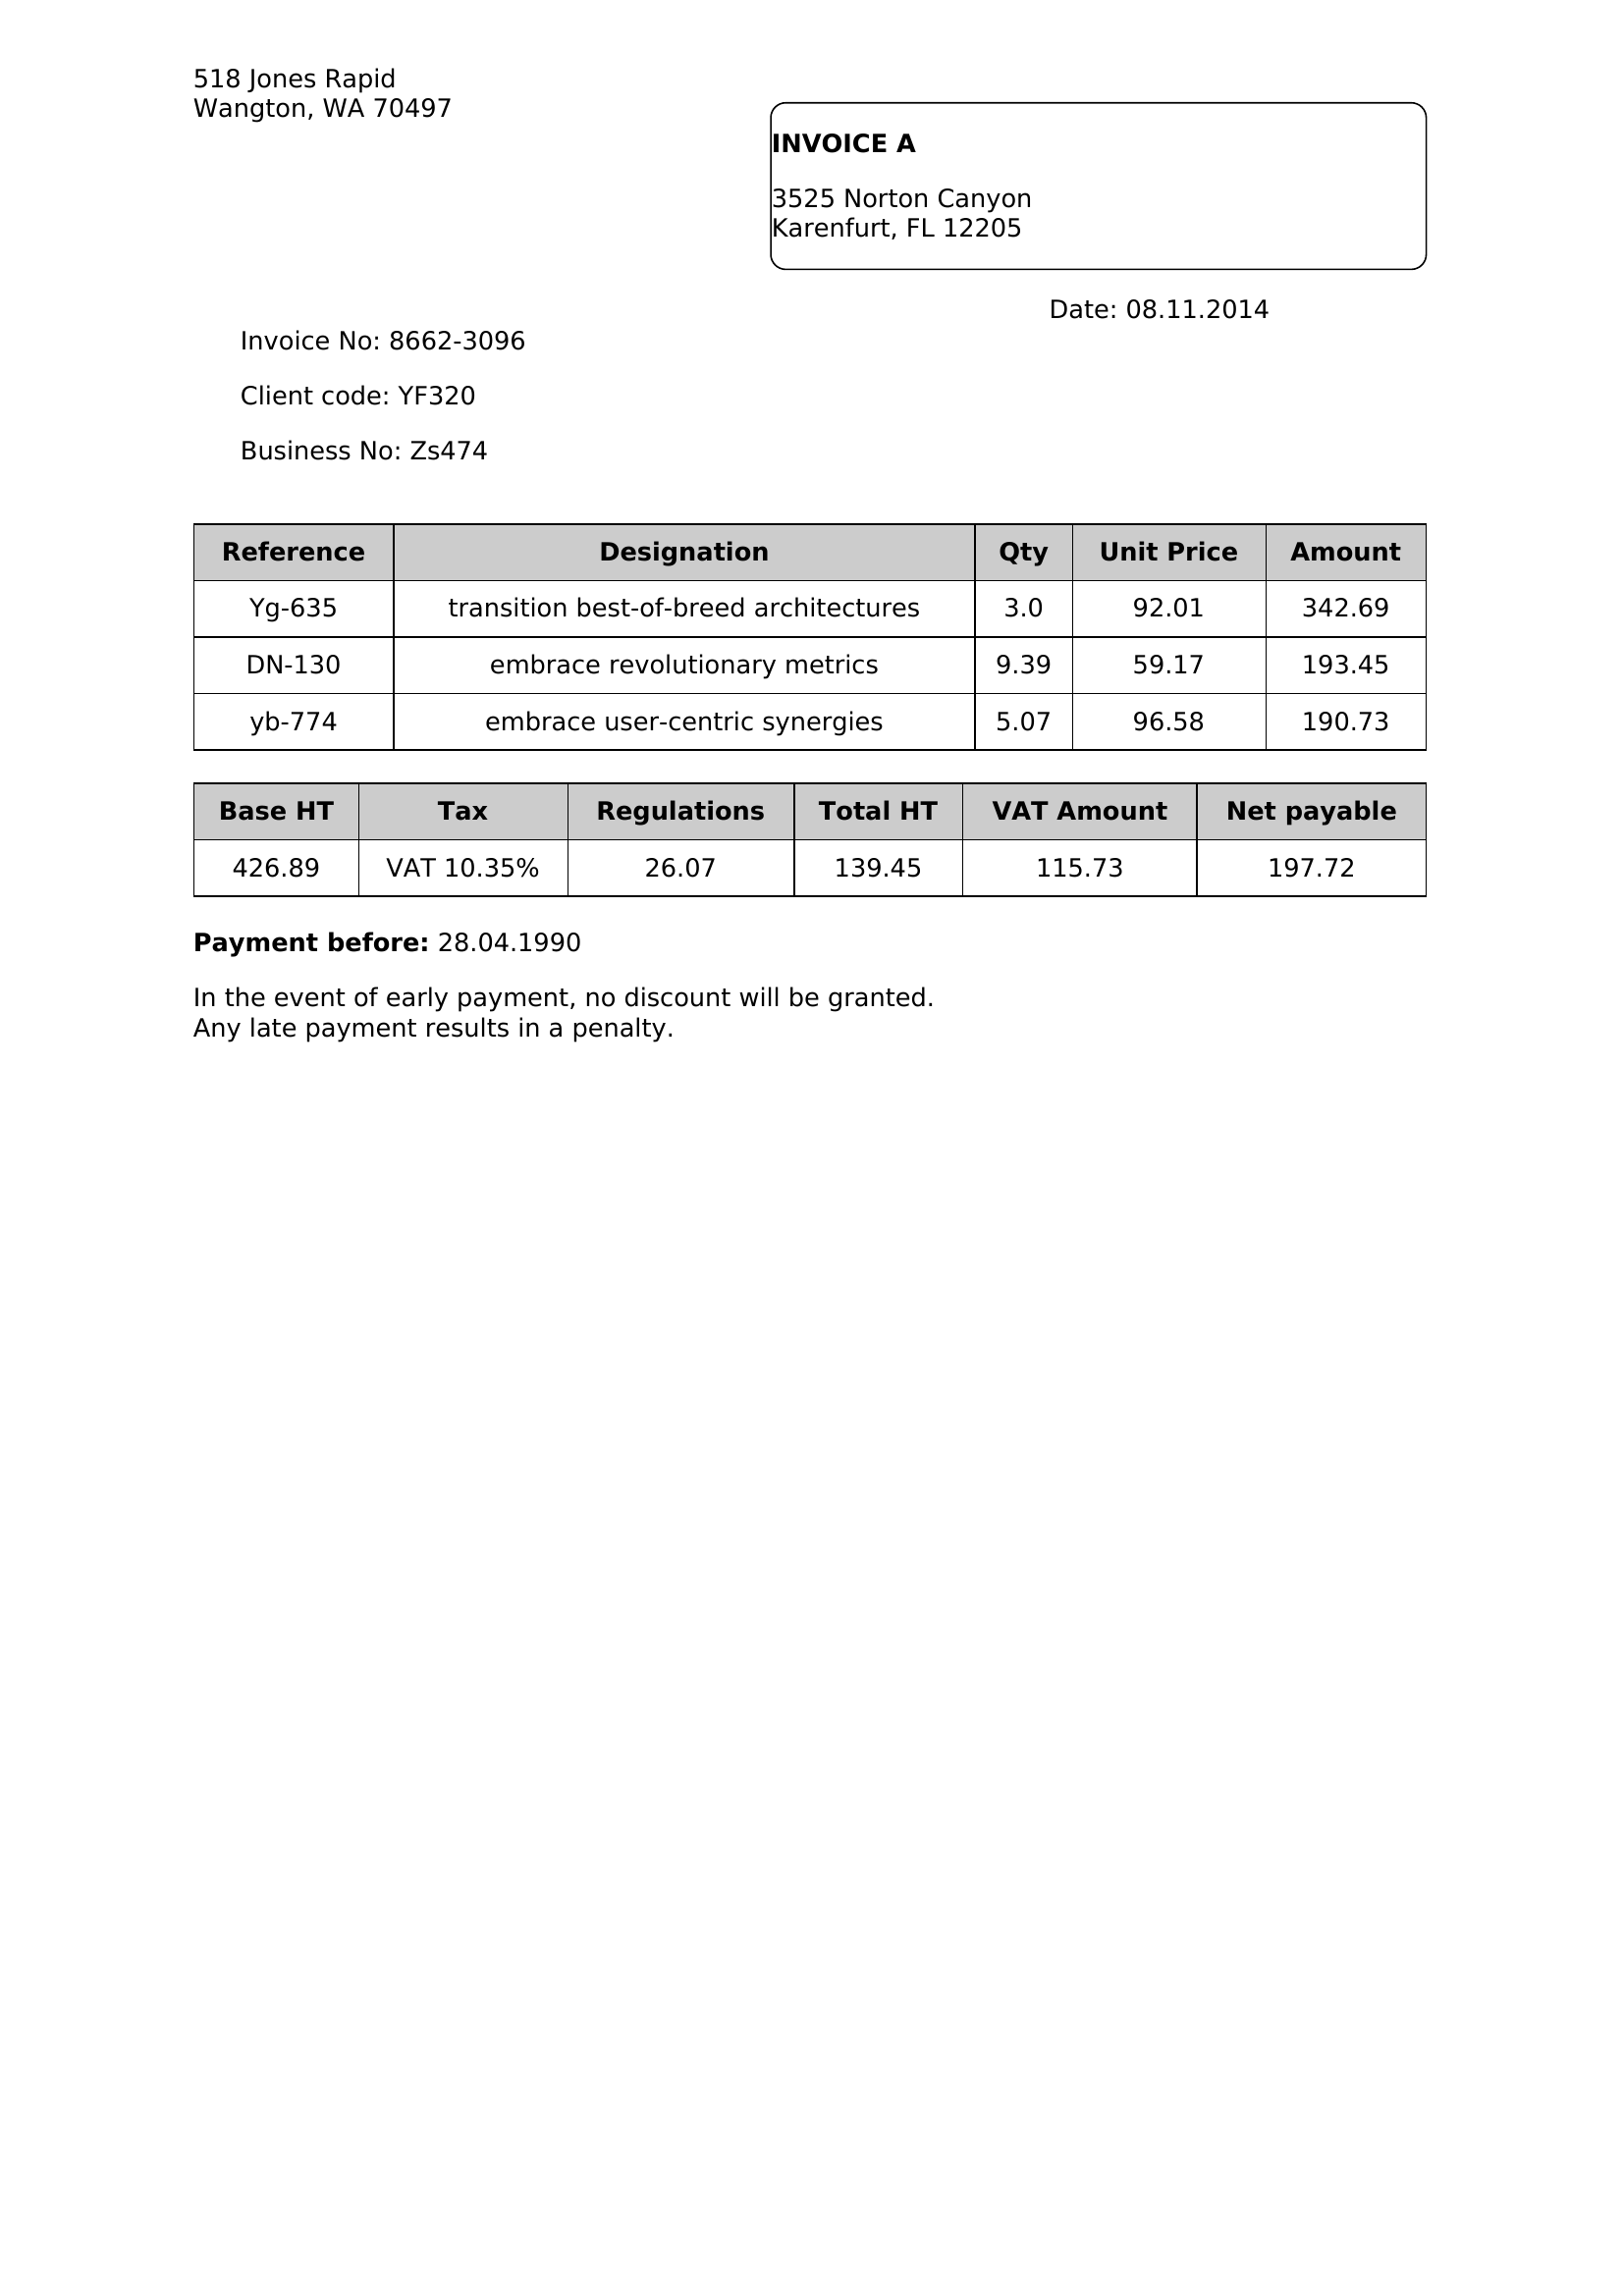 518 Jones Rapid
Wangton, WA 70497
INVOICE A
3525 Norton Canyon
Karenfurt, FL 12205
Date: 08.11.2014
Invoice No: 8662-3096
Client code: YF320
Business No: Zs474
Reference Designation Qty Unit Price Amount
Yg-635 transition best-of-breed architectures 3.0 92.01 342.69
DN-130 embrace revolutionary metrics 9.39 59.17 193.45
yb-774 embrace user-centric synergies 5.07 96.58 190.73
Base HT Tax Regulations Total HT VAT Amount Net payable
426.89 VAT 10.35% 26.07 139.45 115.73 197.72
Payment before: 28.04.1990
In the event of early payment, no discount will be granted.
Any late payment results in a penalty.